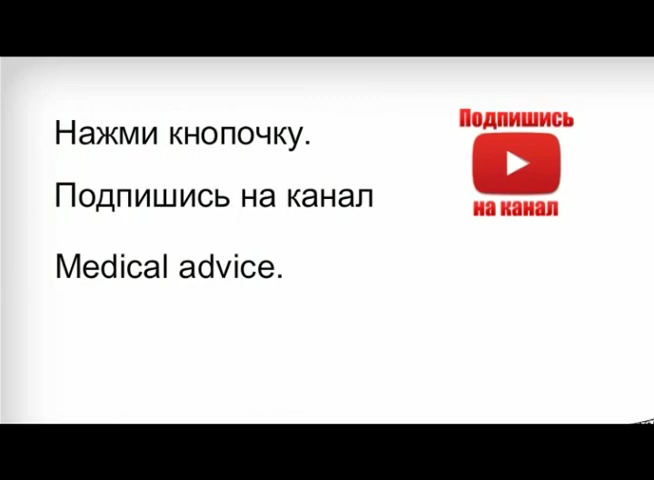 Нажми кнопочку.
Подпишись на канал
Medical advice.
Подпишись
на канал